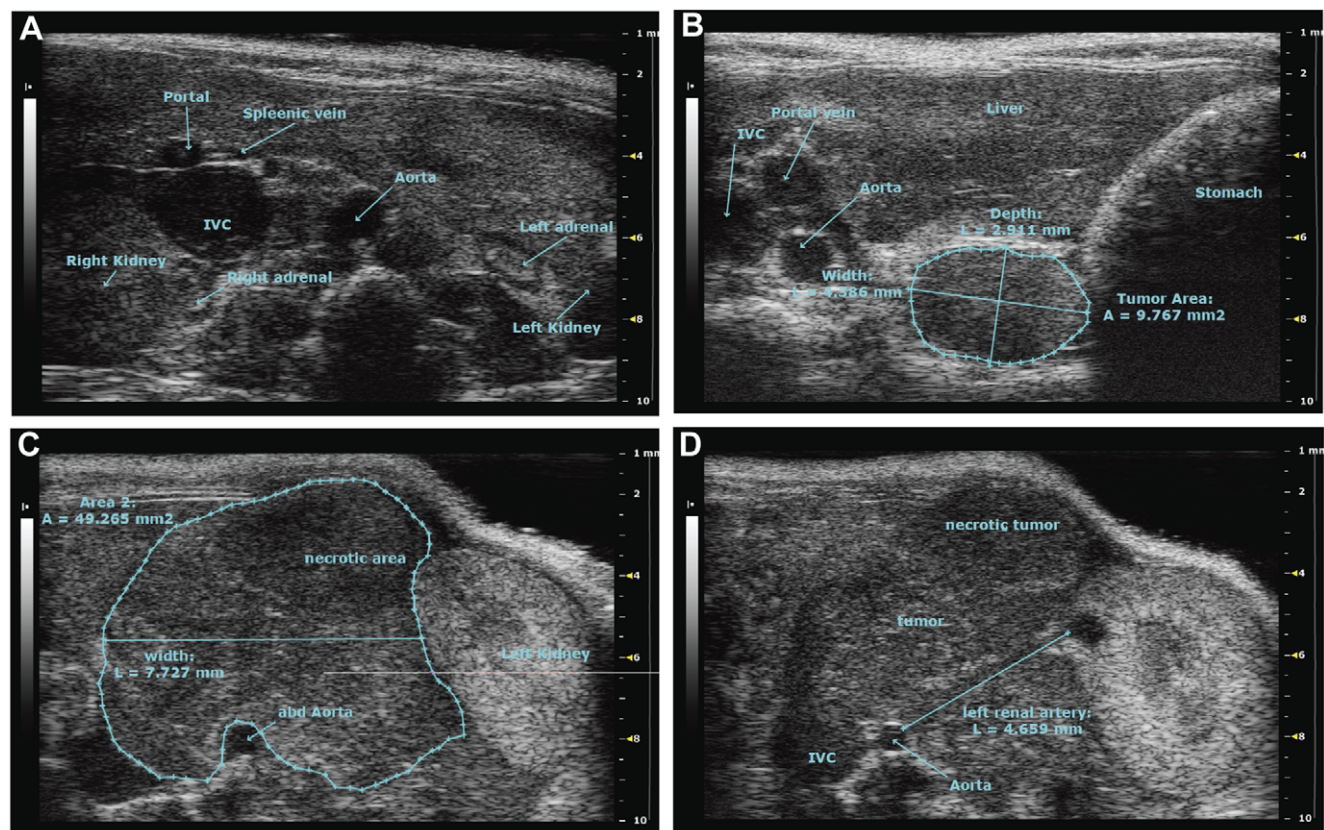 A
1 mm
2
4
6
8
10
Portal
Spleenic vein
Aorta
IVC
Left adrenal
Right Kidney
Right adrenal
Left Kidney
B
1 mm
2
4
6
8
10
Liver
Portal vein
IVC
Aorta
Stomach
Depth:
L = 2.911 mm
Width:
L = 4.386 mm
Tumor Area:
A = 9.767 mm2
C
1 mm
2
4
6
8
10
Area 2:
A = 49.265 mm2
necrotic area
Left Kidney
width:
L = 7.727 mm
abd Aorta
D
1 mm
2
4
6
8
10
necrotic tumor
tumor
left renal artery:
L = 4.659 mm
IVC
Aorta